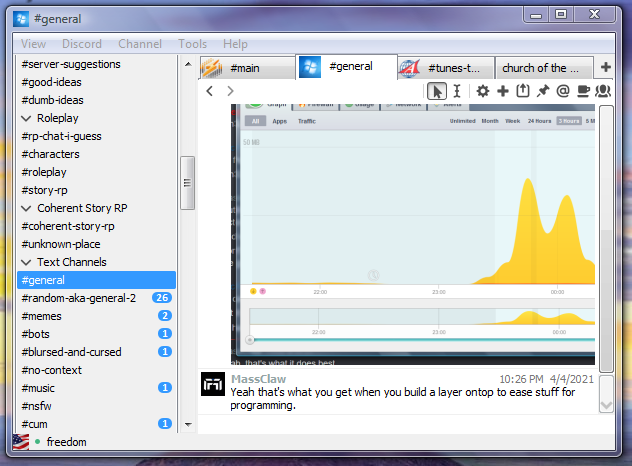 #general
View Discord Channel Tools Help
#server-suggestions
#good-ideas
#dumb-ideas
Roleplay
#rp-chat-i-guess
#characters
#roleplay
#story-rp
Coherent Story RP
#coherent-story-rp
#unknown-place
Text Channels
#general
#random-aka-general-2 26
#memes 2
#bots 1
#blursed-and-cursed 1
#no-context
#music 1
#nsfw
#cum 1
freedom
#main #general #tunes-t... church of the ...
Graph Firewall Usage Network Alerts
All Apps Traffic Unlimited Month Week 24 Hours 3 Hours 5 M
50 MB
22:00 23:00 00:00
22:00 23:00 00:00
ah, that's what it does best
MassClaw 10:26 PM 4/4/2021
Yeah that's what you get when you build a layer ontop to ease stuff for
programming.